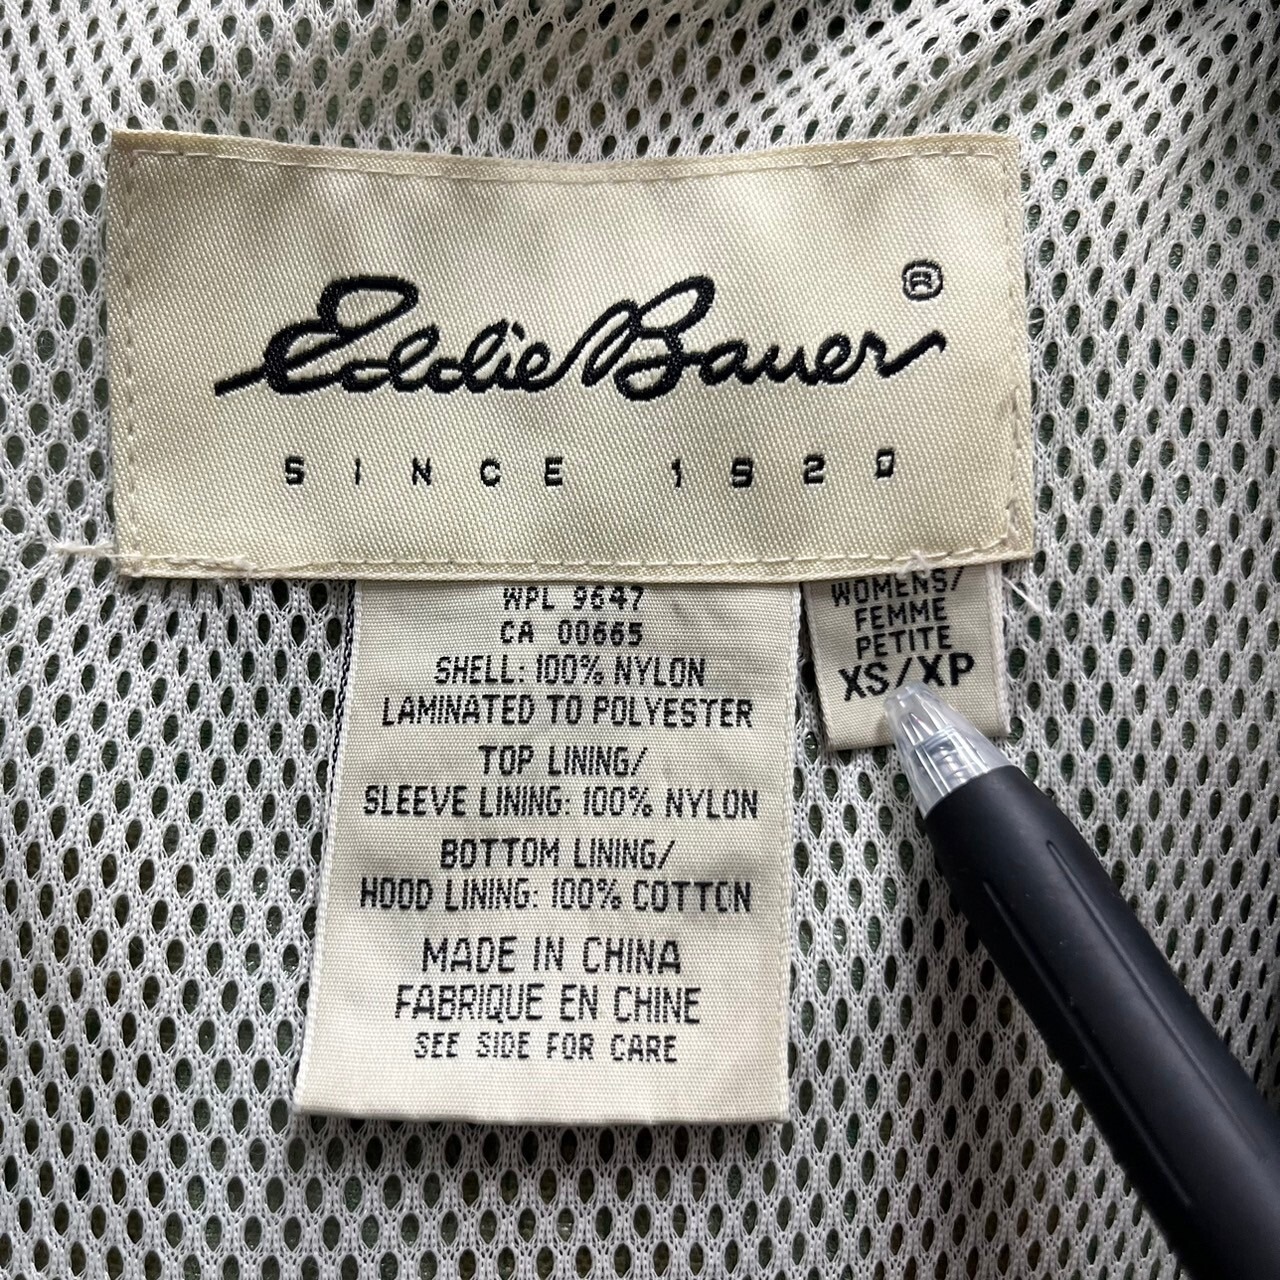 Eddie Bauer ®
SINCE 1920
WPL 9647
CA 00665
SHELL: 100% NYLON
LAMINATED TO POLYESTER
TOP LINING/
SLEEVE LINING: 100% NYLON
BOTTOM LINING/
HOOD LINING: 100% COTTON
MADE IN CHINA
FABRIQUE EN CHINE
SEE SIDE FOR CARE
WOMENS/
FEMME
PETITE
XS/XP